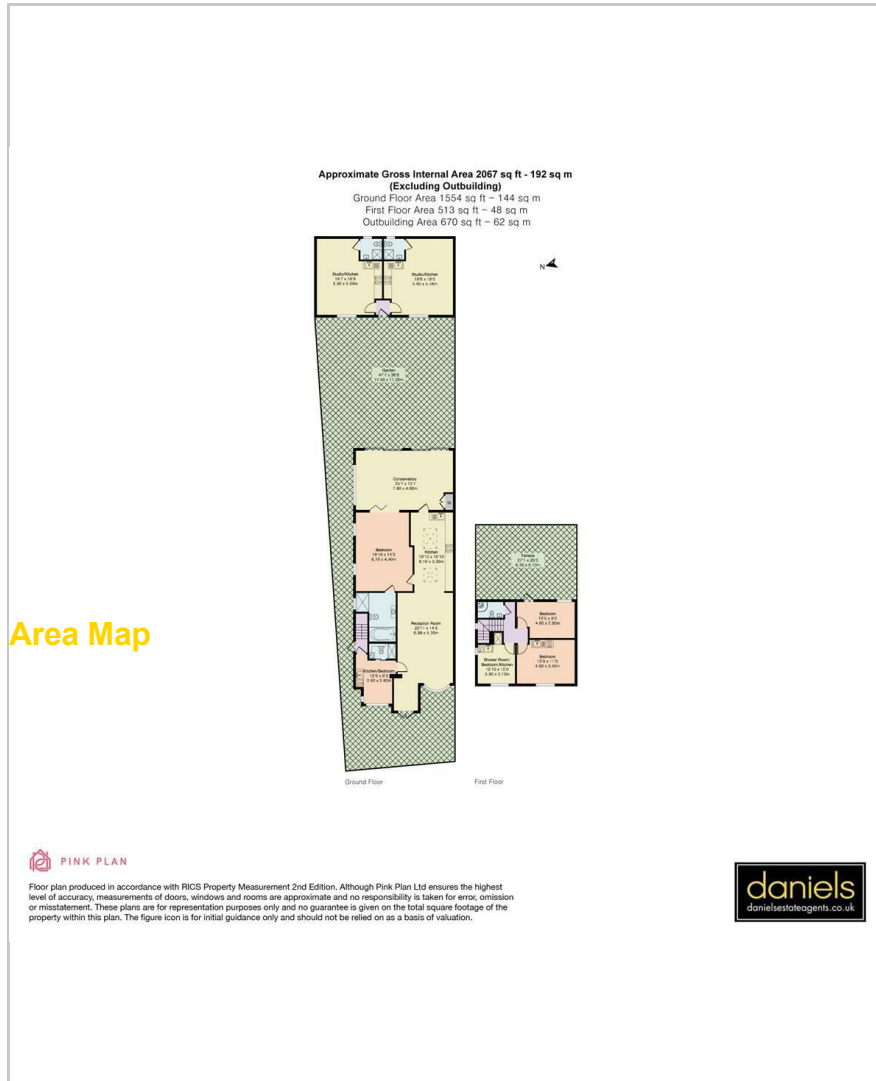 Approximate Gross Internal Area 2067 sq ft - 192 sq m
(Excluding Outbuilding)
Ground Floor Area 1554 sq ft – 144 sq m
First Floor Area 513 sq ft – 48 sq m
Outbuilding Area 670 sq ft – 62 sq m
N
Studio/Kitchen
Studio/Kitchen
Garden
Conservatory
Bedroom
Kitchen
Reception Room
Kitchen/Bedroom
Terrace
Bedroom
Bedroom
Shower Room/
Bedroom/Kitchen
Area Map
Ground Floor
First Floor
PINK PLAN
Floor plan produced in accordance with RICS Property Measurement 2nd Edition. Although Pink Plan Ltd ensures the highest
level of accuracy, measurements of doors, windows and rooms are approximate and no responsibility is taken for error, omission
or misstatement. These plans are for representation purposes only and no guarantee is given on the total square footage of the
property within this plan. The figure icon is for initial guidance only and should not be relied on as a basis of valuation.
daniels
danielsestateagents.co.uk